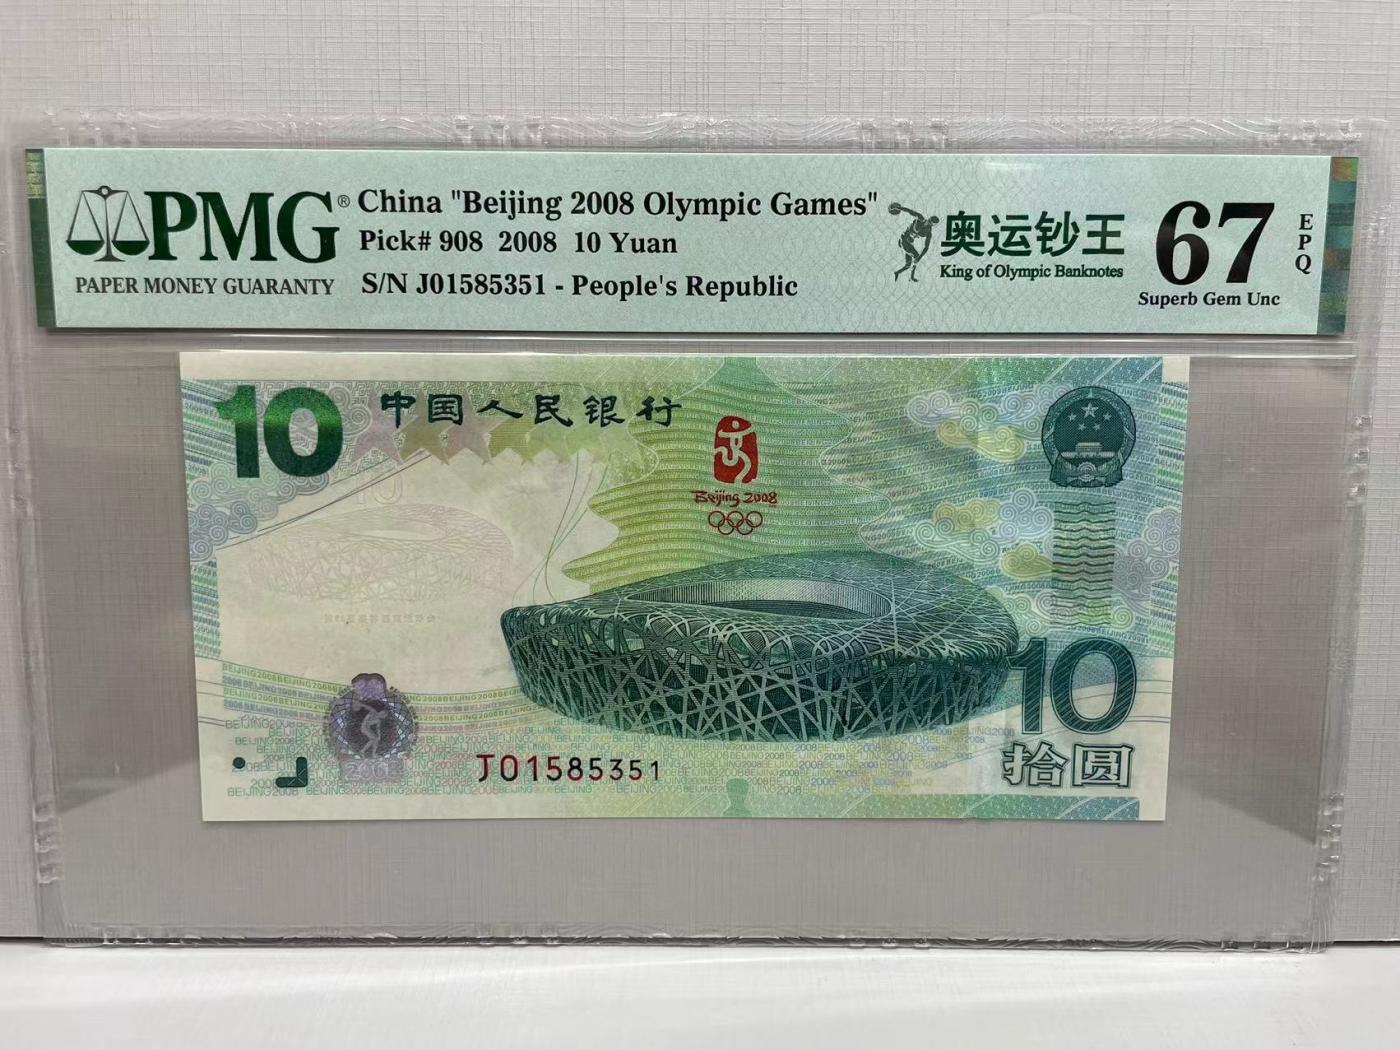 PMG®
PAPER MONEY GUARANTY
China "Beijing 2008 Olympic Games"
Pick# 908 2008 10 Yuan
S/N J01585351 - People's Republic
奥运钞王
King of Olympic Banknotes
67
EPQ
Superb Gem Unc
10
中国人民银行
Beijing 2008
10
拾圆
2008
J01585351
BEIJING2008BEIJING2008BEIJING2008